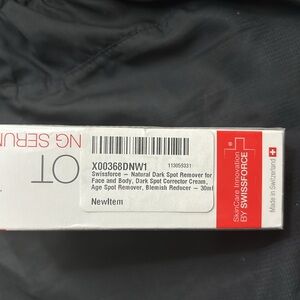 X00368DNW1
Swissforce — Natural Dark Spot Remover for
Face and Body, Dark Spot Corrector Cream,
Age Spot Remover, Blemish Reducer — 30ml
NewItem
OT
NG SERUM
SkinCare Innovation
BY SWISSFORCE
Made in Switzerland